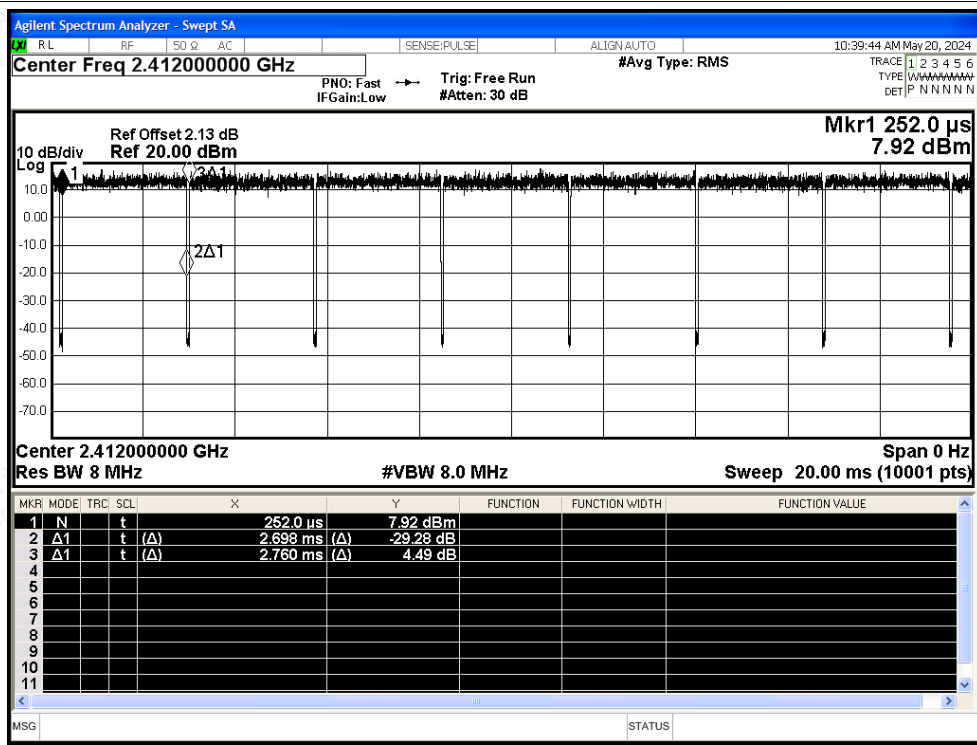 Agilent Spectrum Analyzer - Swept SA
LXI RL RF 50 Ω AC SENSE:PULSE ALIGN AUTO 10:39:44 AM May 20, 2024
Center Freq 2.412000000 GHz #Avg Type: RMS TRACE 1 2 3 4 5 6
PNO: Fast Trig: Free Run TYPE
IFGain:Low #Atten: 30 dB DET P N N N N N
Mkr1 252.0 µs
Ref Offset 2.13 dB
10 dB/div Ref 20.00 dBm 7.92 dBm
Log
1 3Δ1
10.0
0.00
-10.0
2Δ1
-20.0
-30.0
-40.0
-50.0
-60.0
-70.0
Center 2.412000000 GHz Span 0 Hz
Res BW 8 MHz #VBW 8.0 MHz Sweep 20.00 ms (10001 pts)
MKR MODE TRC SCL X Y FUNCTION FUNCTION WIDTH FUNCTION VALUE
1 N t 252.0 µs 7.92 dBm
2 Δ1 t (Δ) 2.698 ms (Δ) -29.28 dB
3 Δ1 t (Δ) 2.760 ms (Δ) 4.49 dB
4
5
6
7
8
9
10
11
MSG STATUS